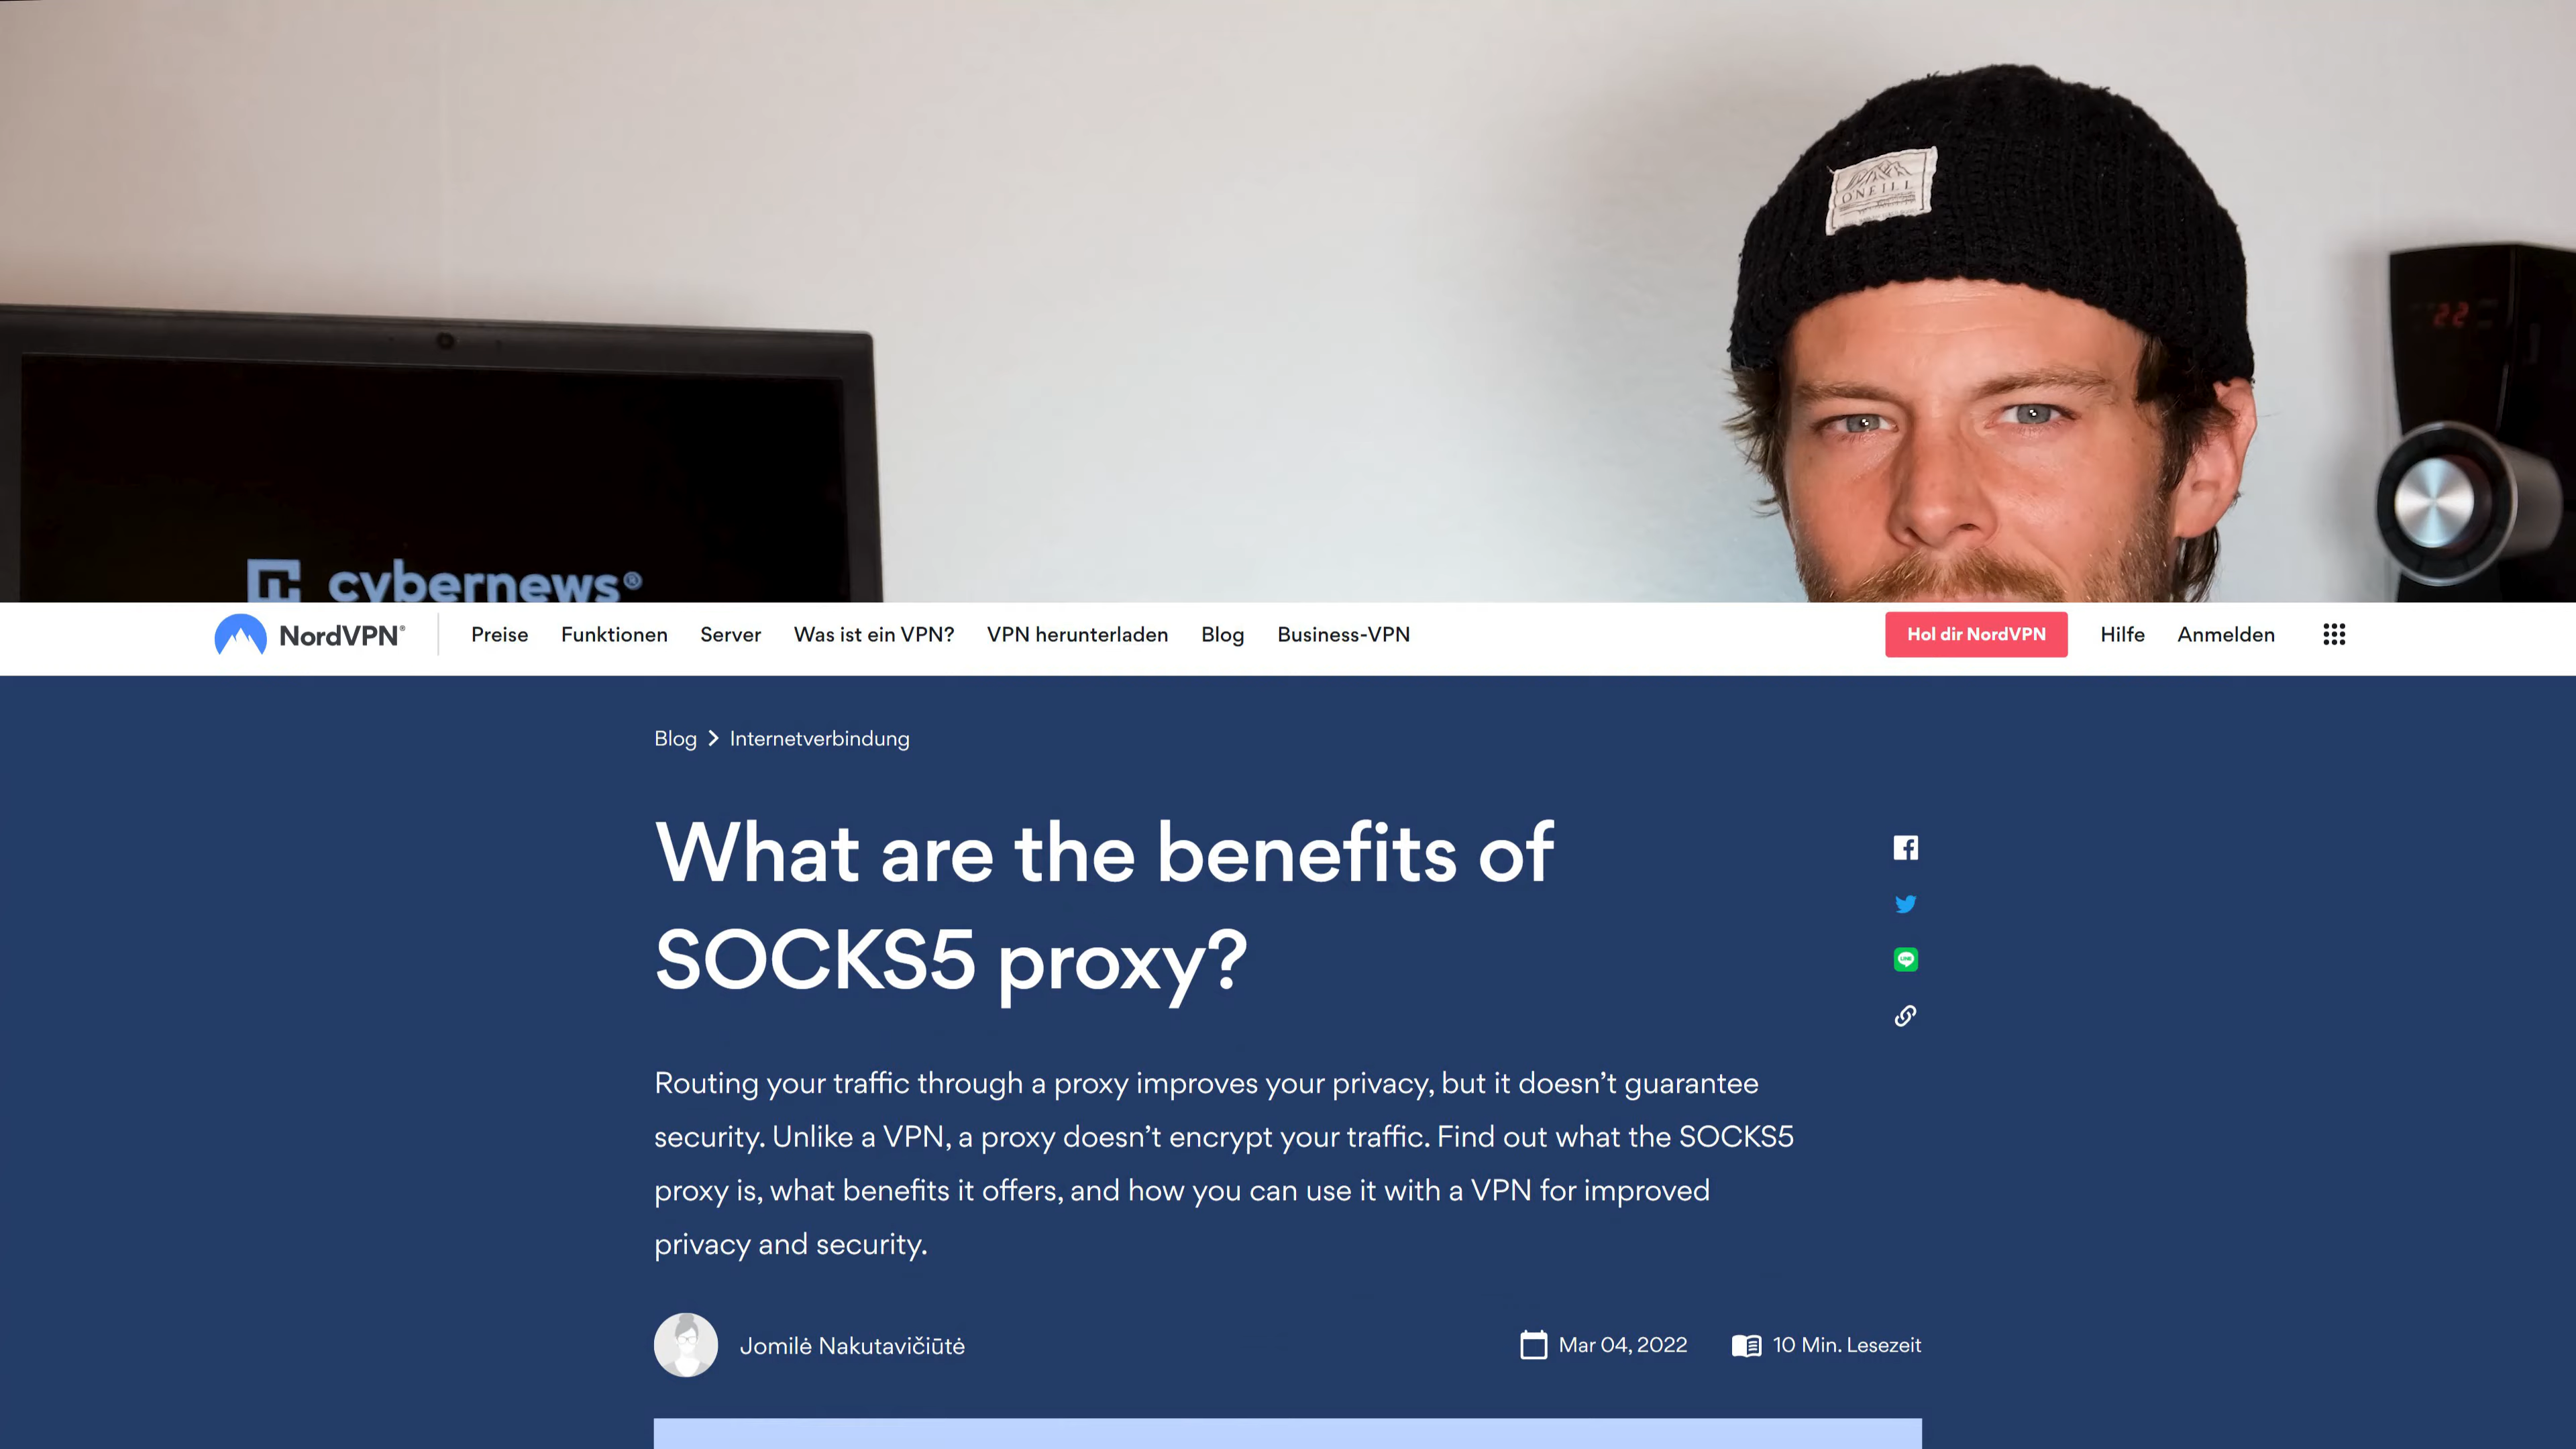 ONEILL
22
cybernews®
NordVPN®
Preise Funktionen Server Was ist ein VPN? VPN herunterladen Blog Business-VPN Hol dir NordVPN Hilfe Anmelden
Blog > Internetverbindung
What are the benefits of
SOCKS5 proxy?
Routing your traffic through a proxy improves your privacy, but it doesn’t guarantee
security. Unlike a VPN, a proxy doesn’t encrypt your traffic. Find out what the SOCKS5
proxy is, what benefits it offers, and how you can use it with a VPN for improved
privacy and security.
Jomilė Nakutavičiūtė
Mar 04, 2022 10 Min. Lesezeit